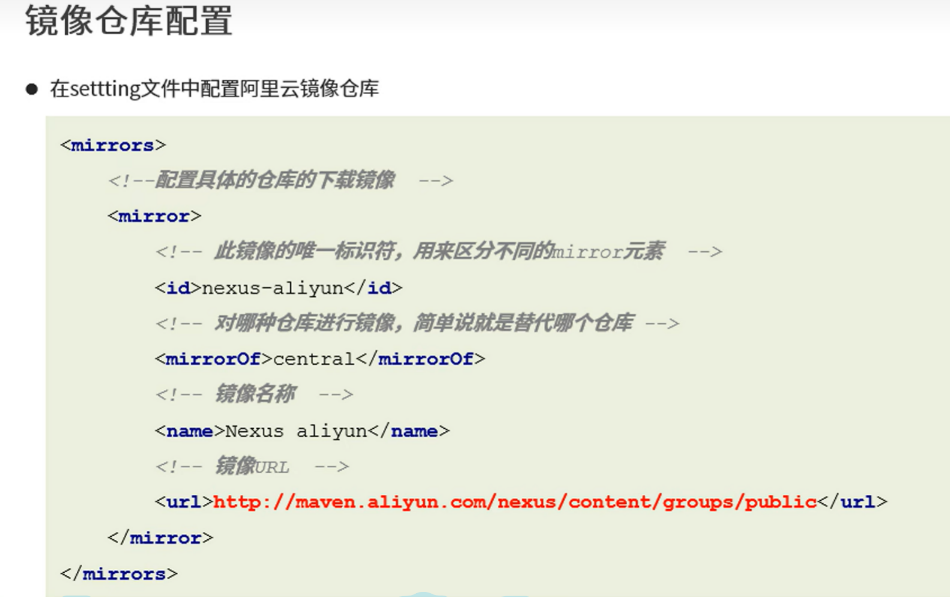 镜像仓库配置
● 在settting文件中配置阿里云镜像仓库
<mirrors>
<!--配置具体的仓库的下载镜像 -->
<mirror>
<!-- 此镜像的唯一标识符，用来区分不同的mirror元素 -->
<id>nexus-aliyun</id>
<!-- 对哪种仓库进行镜像，简单说就是替代哪个仓库 -->
<mirrorOf>central</mirrorOf>
<!-- 镜像名称 -->
<name>Nexus aliyun</name>
<!-- 镜像URL -->
<url>http://maven.aliyun.com/nexus/content/groups/public</url>
</mirror>
</mirrors>